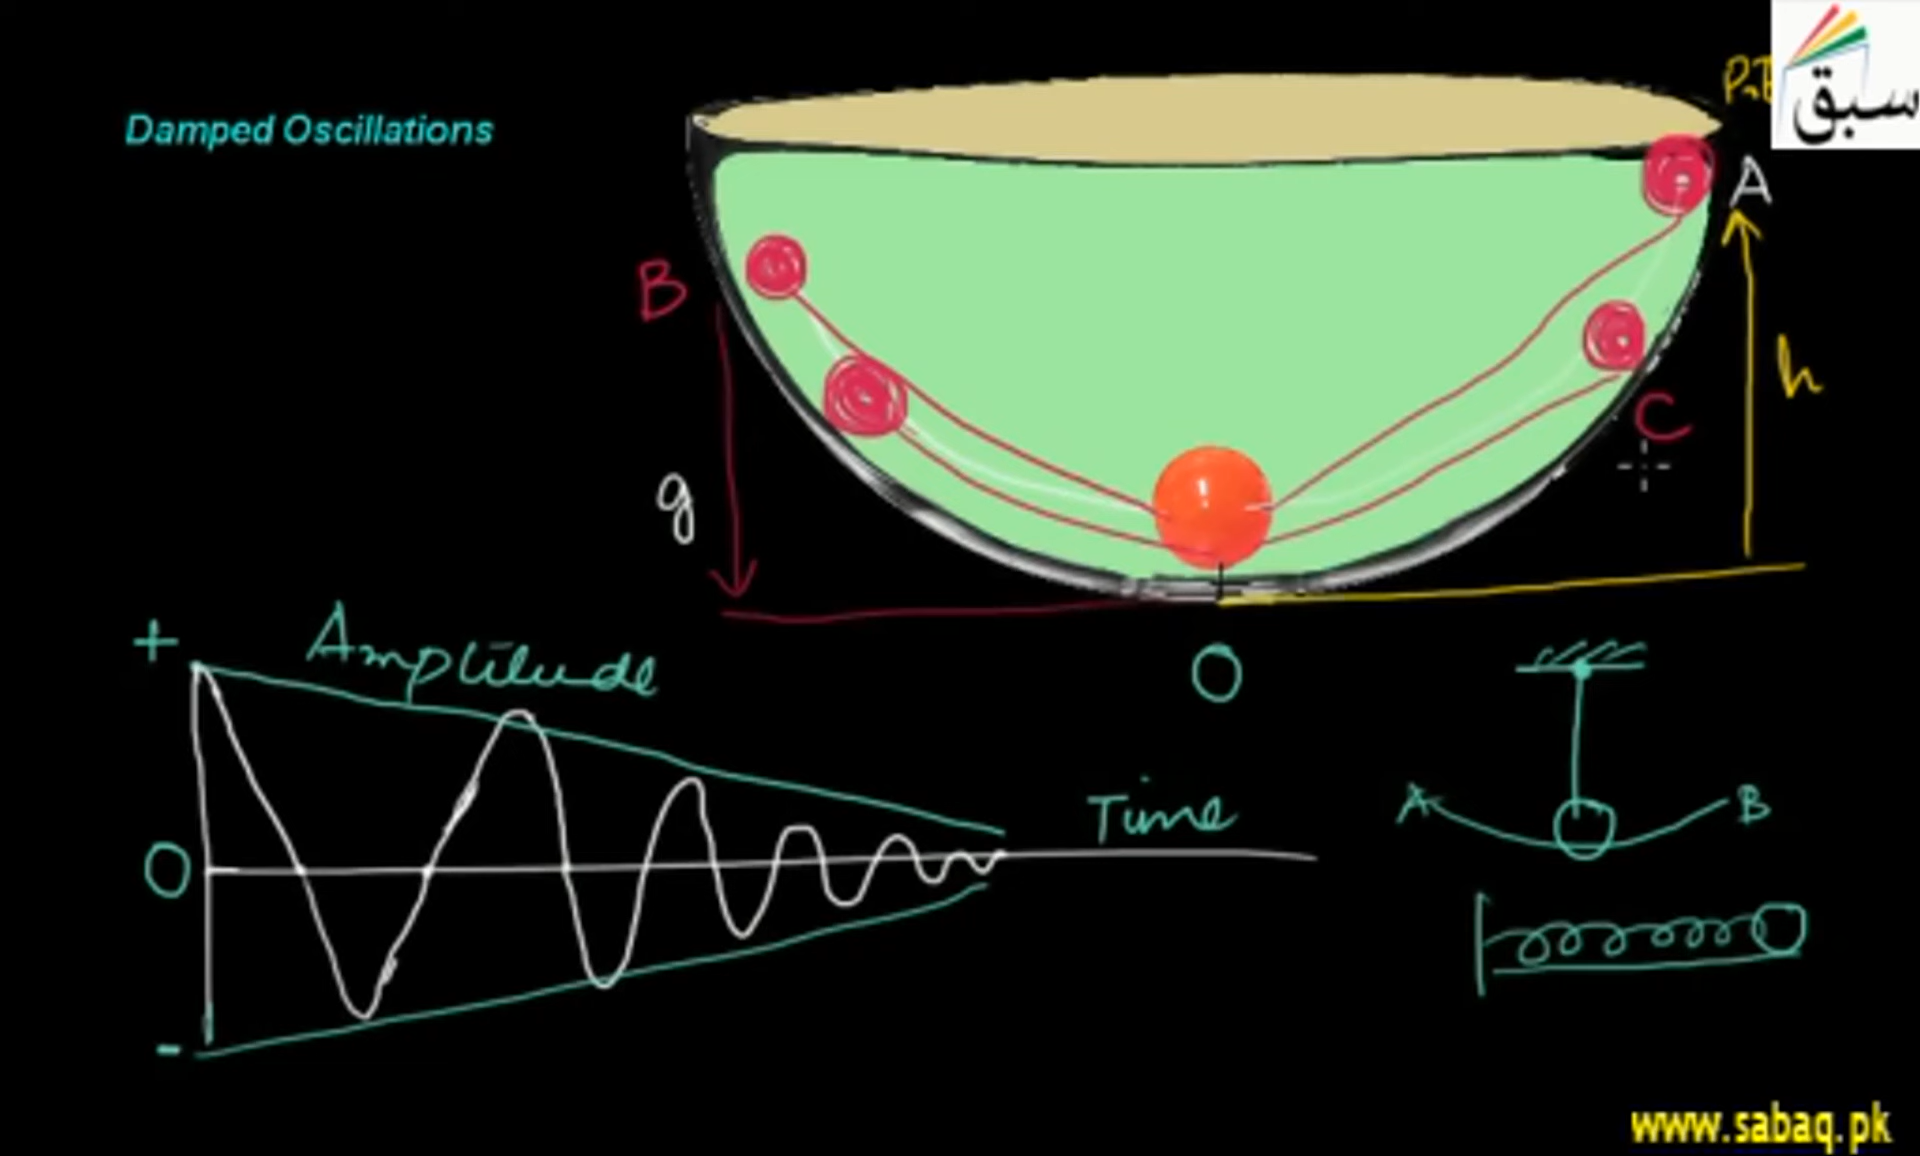 سبق
P.E
Damped Oscillations
A
B
h
C
g
+
Amplitude
O
Time
A
B
O
-
www.sabaq.pk